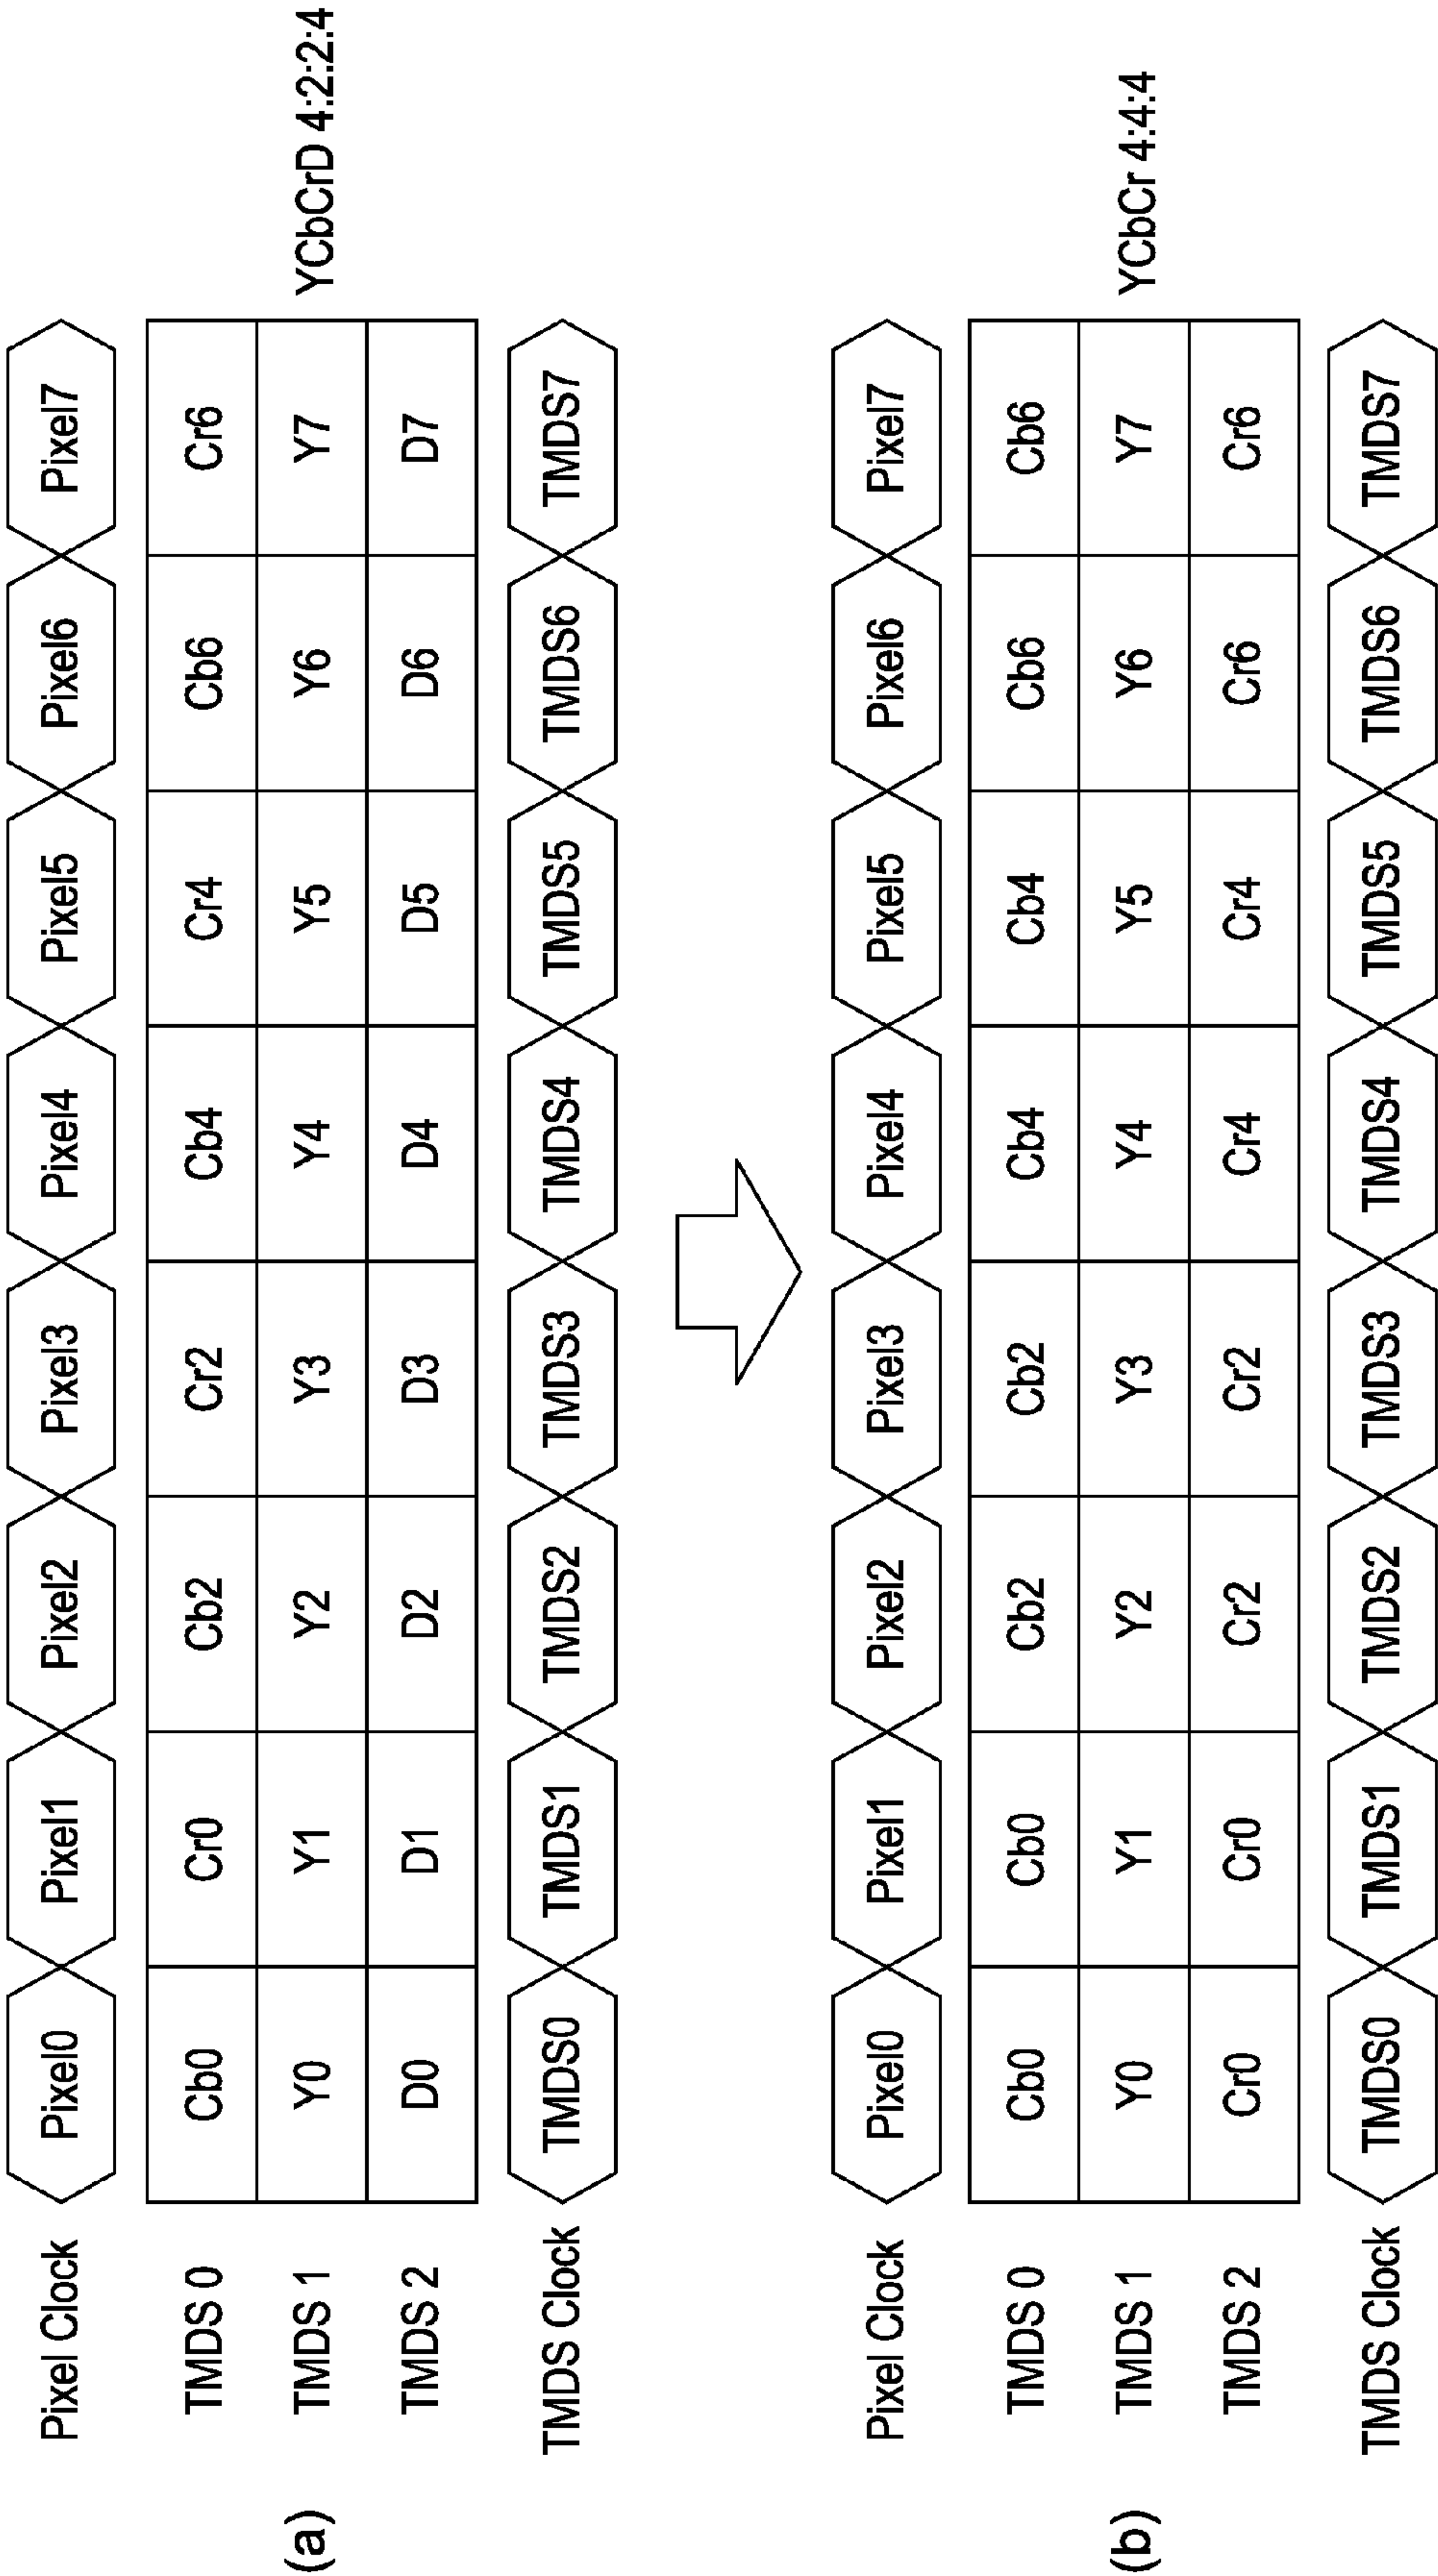 Pixel Clock Pixel0 Pixel1 Pixel2 Pixel3 Pixel4 Pixel5 Pixel6 Pixel7
TMDS 0 Cb0 Cr0 Cb2 Cr2 Cb4 Cr4 Cb6 Cr6
(a) TMDS 1 Y0 Y1 Y2 Y3 Y4 Y5 Y6 Y7 YCbCrD 4:2:2:4
TMDS 2 D0 D1 D2 D3 D4 D5 D6 D7
TMDS Clock TMDS0 TMDS1 TMDS2 TMDS3 TMDS4 TMDS5 TMDS6 TMDS7
Pixel Clock Pixel0 Pixel1 Pixel2 Pixel3 Pixel4 Pixel5 Pixel6 Pixel7
TMDS 0 Cb0 Cb0 Cb2 Cb2 Cb4 Cb4 Cb6 Cb6
(b) TMDS 1 Y0 Y1 Y2 Y3 Y4 Y5 Y6 Y7 YCbCr 4:4:4
TMDS 2 Cr0 Cr0 Cr2 Cr2 Cr4 Cr4 Cr6 Cr6
TMDS Clock TMDS0 TMDS1 TMDS2 TMDS3 TMDS4 TMDS5 TMDS6 TMDS7